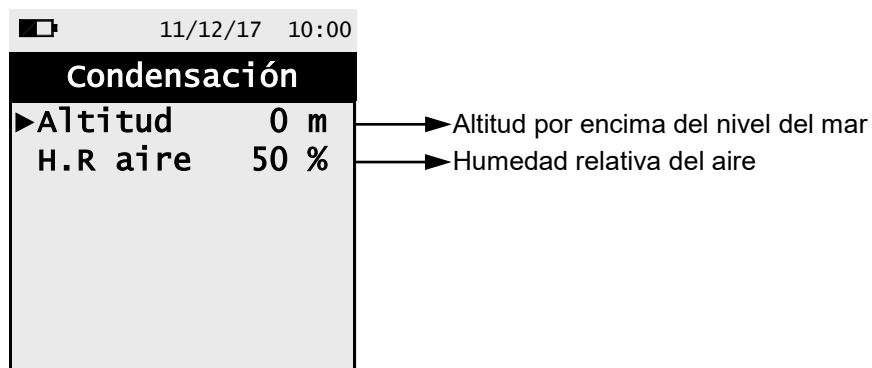 11/12/17 10:00
Condensación
►Altitud 0 m
Altitud por encima del nivel del mar
H.R aire 50 %
Humedad relativa del aire